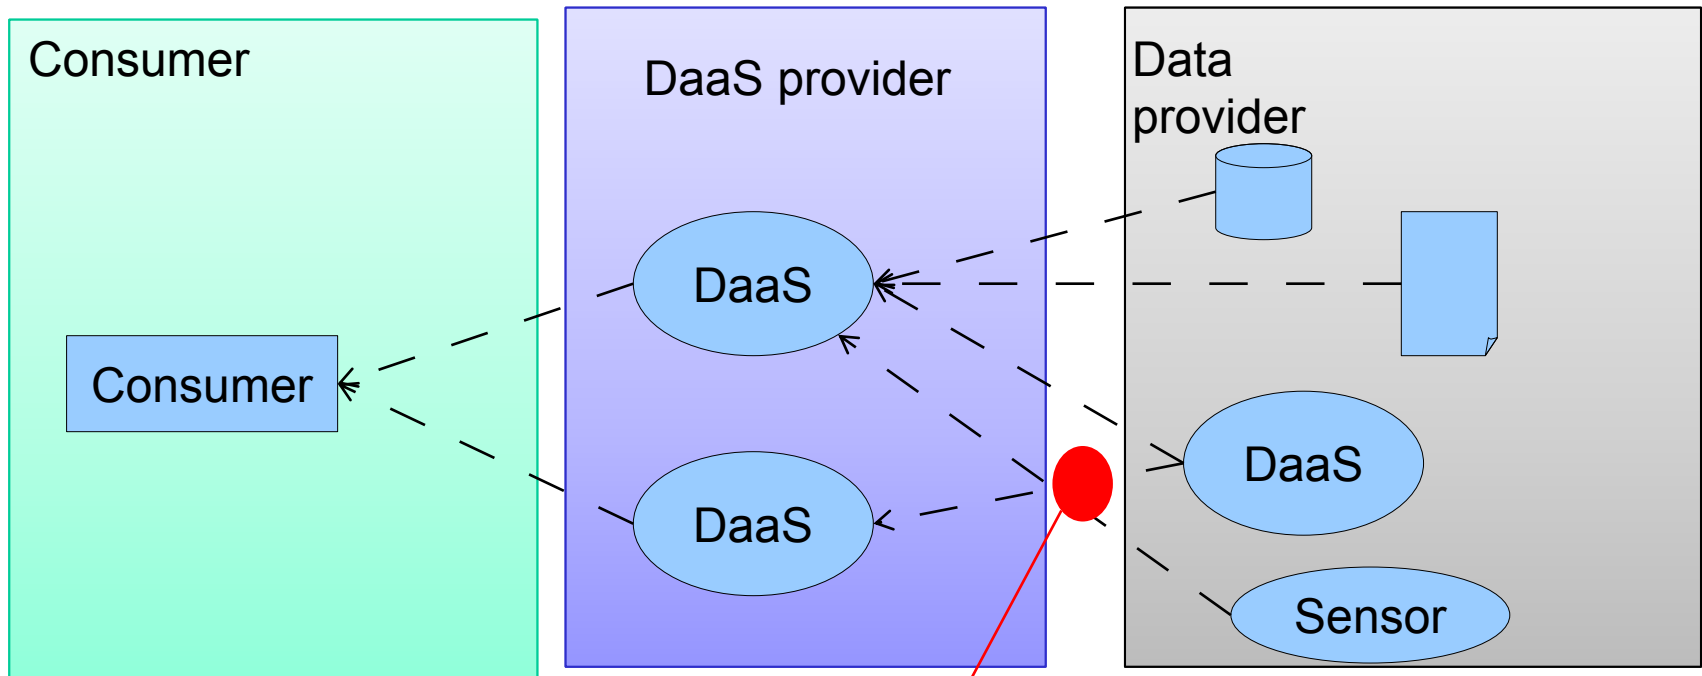 Consumer
DaaS provider
Data
provider
DaaS
Consumer
DaaS
DaaS
Sensor